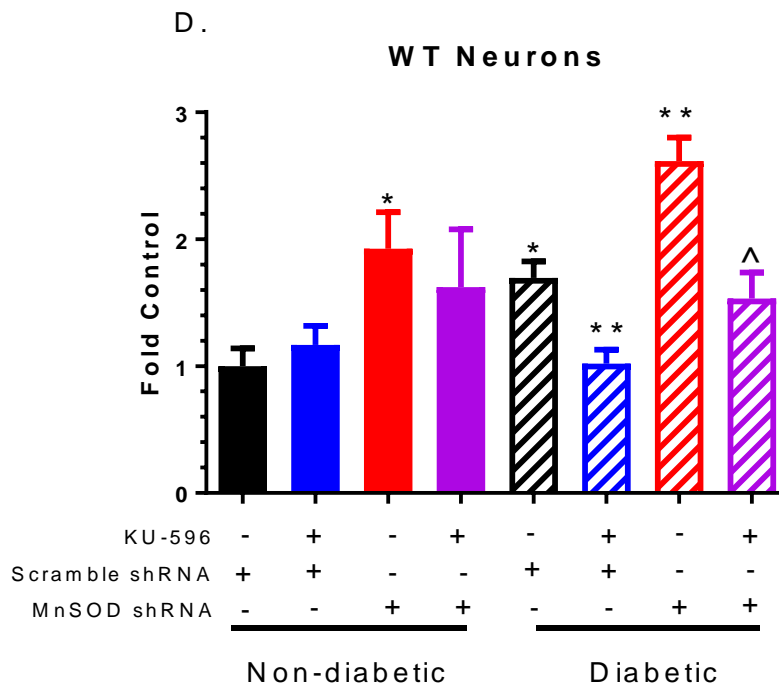 D.
WT Neurons
Fold Control
3
2
1
0
* * ** ** ^
KU-596 - + - + - + - +
Scramble shRNA + + - - + + - -
MnSOD shRNA - - + + - - + +
Non-diabetic Diabetic